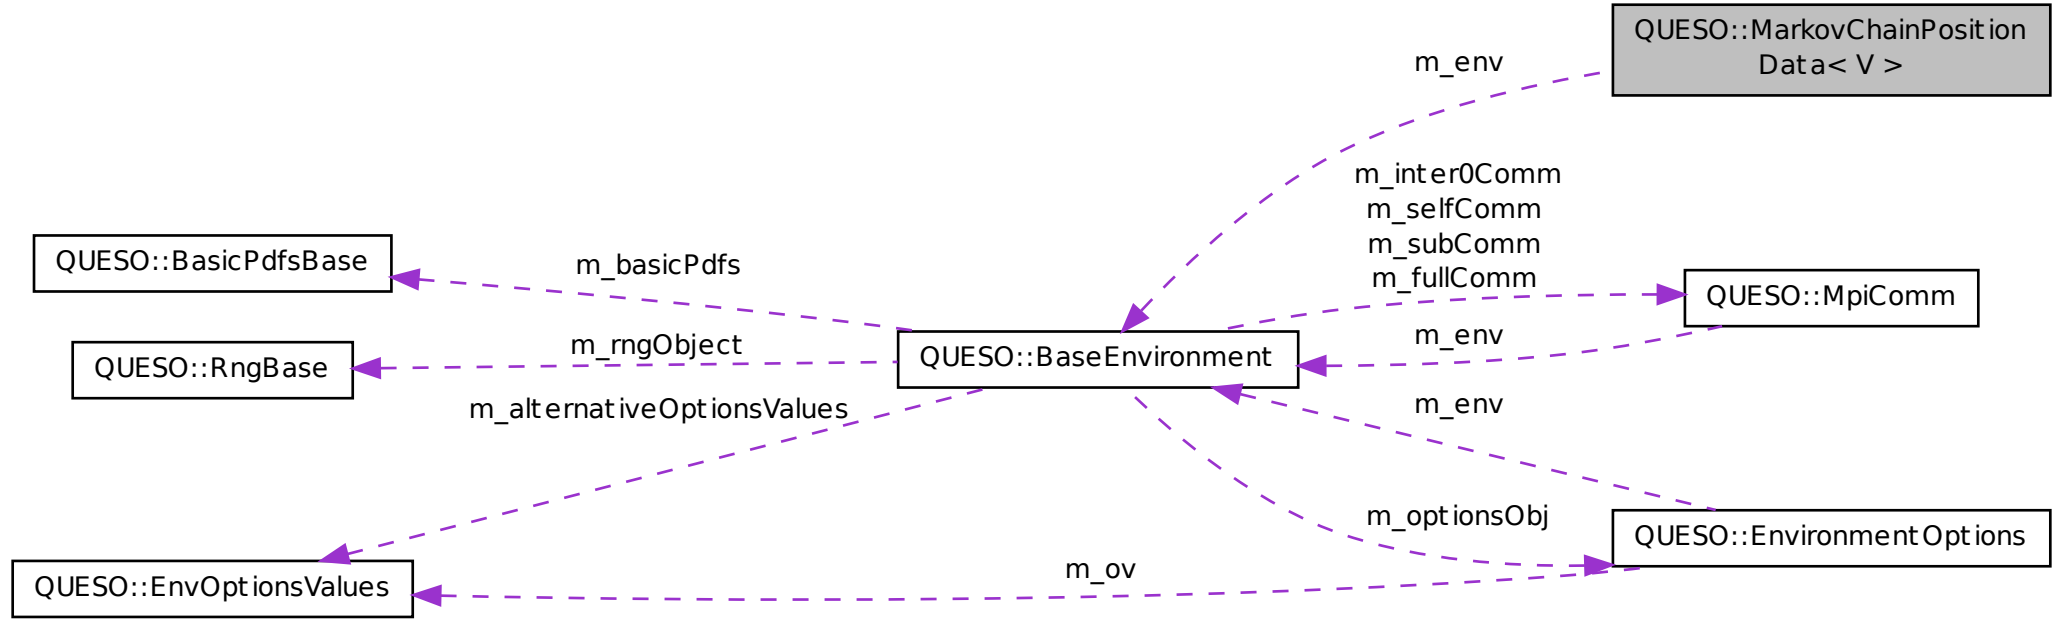 QUESO::MarkovChainPosition
Data< V >
m_env
m_inter0Comm
m_selfComm
m_subComm
m_fullComm
QUESO::BasicPdfsBase
m_basicPdfs
QUESO::MpiComm
m_env
m_rngObject
QUESO::BaseEnvironment
QUESO::RngBase
m_alternativeOptionsValues
m_env
m_optionsObj
QUESO::EnvironmentOptions
m_ov
QUESO::EnvOptionsValues